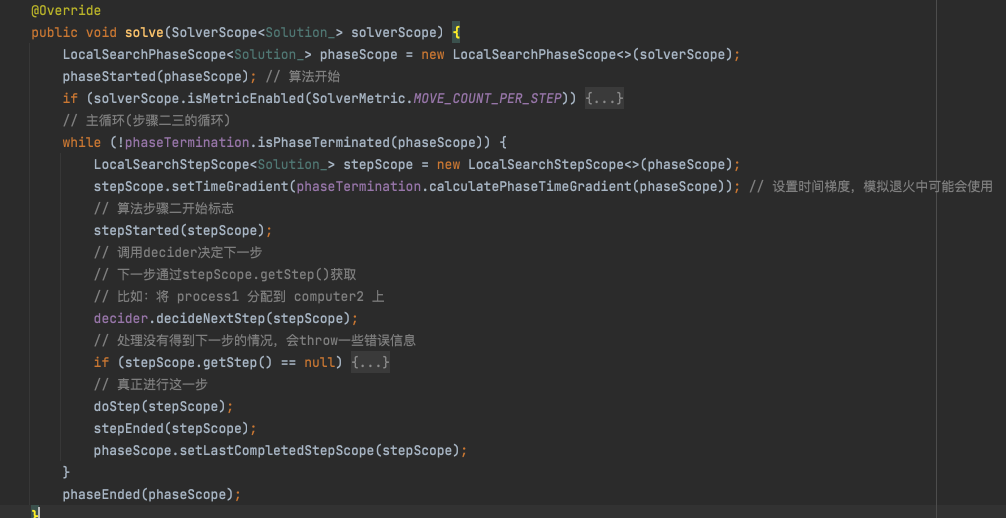 @Override
public void solve(SolverScope<Solution_> solverScope) {
LocalSearchPhaseScope<Solution_> phaseScope = new LocalSearchPhaseScope<>(solverScope);
phaseStarted(phaseScope); // 算法开始
if (solverScope.isMetricEnabled(SolverMetric.MOVE_COUNT_PER_STEP)) {...}
// 主循环(步骤二三的循环)
while (!phaseTermination.isPhaseTerminated(phaseScope)) {
LocalSearchStepScope<Solution_> stepScope = new LocalSearchStepScope<>(phaseScope);
stepScope.setTimeGradient(phaseTermination.calculatePhaseTimeGradient(phaseScope)); // 设置时间梯度，模拟退火中可能会使用
// 算法步骤二开始标志
stepStarted(stepScope);
// 调用decider决定下一步
// 下一步通过stepScope.getStep()获取
// 比如：将 process1 分配到 computer2 上
decider.decideNextStep(stepScope);
// 处理没有得到下一步的情况，会throw一些错误信息
if (stepScope.getStep() == null) {...}
// 真正进行这一步
doStep(stepScope);
stepEnded(stepScope);
phaseScope.setLastCompletedStepScope(stepScope);
}
phaseEnded(phaseScope);
}